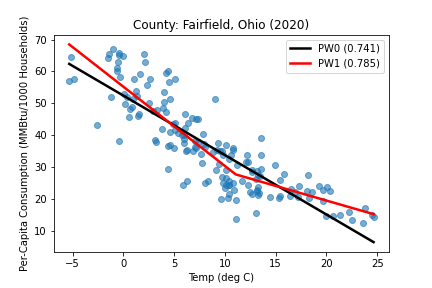 County: Fairfield, Ohio (2020)
PW0 (0.741)
PW1 (0.785)
Per-Capita Consumption (MMBtu/1000 Households)
70
60
50
40
30
20
10
−5 0 5 10 15 20 25
Temp (deg C)